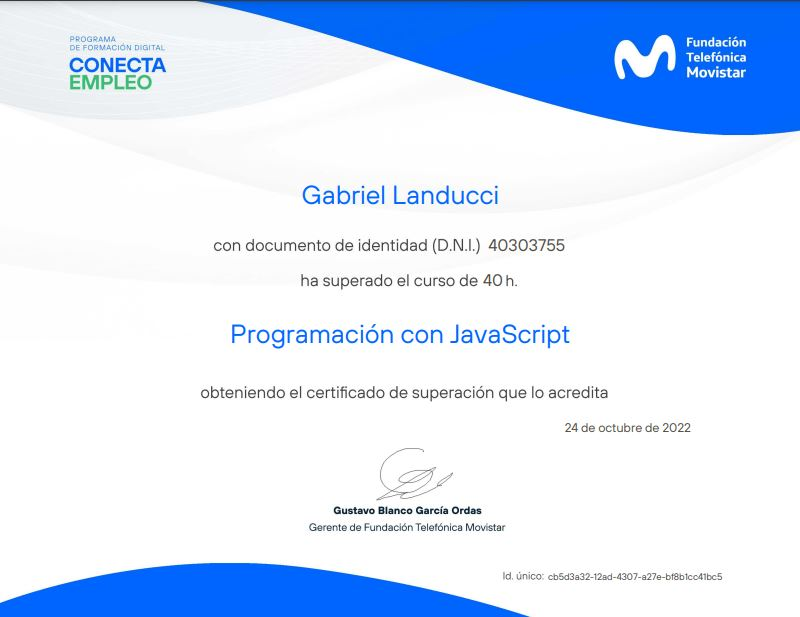 PROGRAMA
DE FORMACIÓN DIGITAL
CONECTA
EMPLEO
Fundación
Telefónica
Movistar
Gabriel Landucci
con documento de identidad (D.N.I.) 40303755
ha superado el curso de 40 h.
Programación con JavaScript
obteniendo el certificado de superación que lo acredita
24 de octubre de 2022
Gustavo Blanco García Ordas
Gerente de Fundación Telefónica Movistar
Id. único: cb5d3a32-12ad-4307-a27e-bf8b1cc41bc5